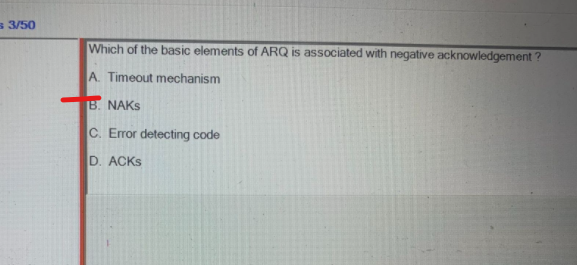 3/50
Which of the basic elements of ARQ is associated with negative acknowledgement ?
A. Timeout mechanism
B. NAKs
C. Error detecting code
D. ACKs